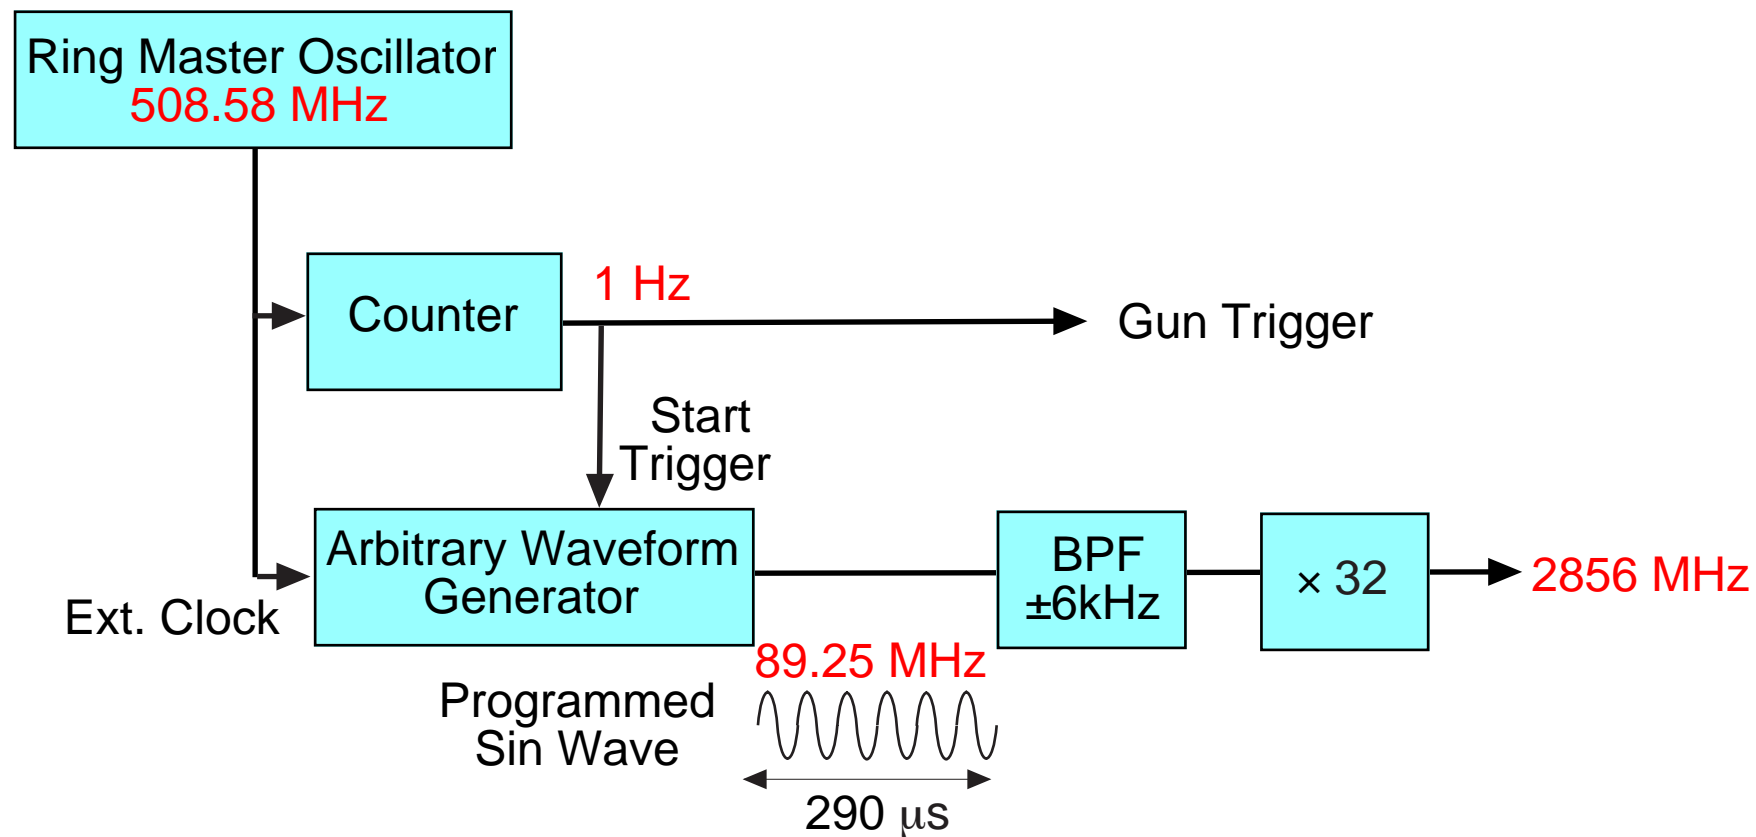 Ring Master Oscillator
508.58 MHz
Counter
1 Hz
Gun Trigger
Start
Trigger
Arbitrary Waveform
Generator
Ext. Clock
BPF
±6kHz
× 32
2856 MHz
89.25 MHz
Programmed
Sin Wave
290 μs